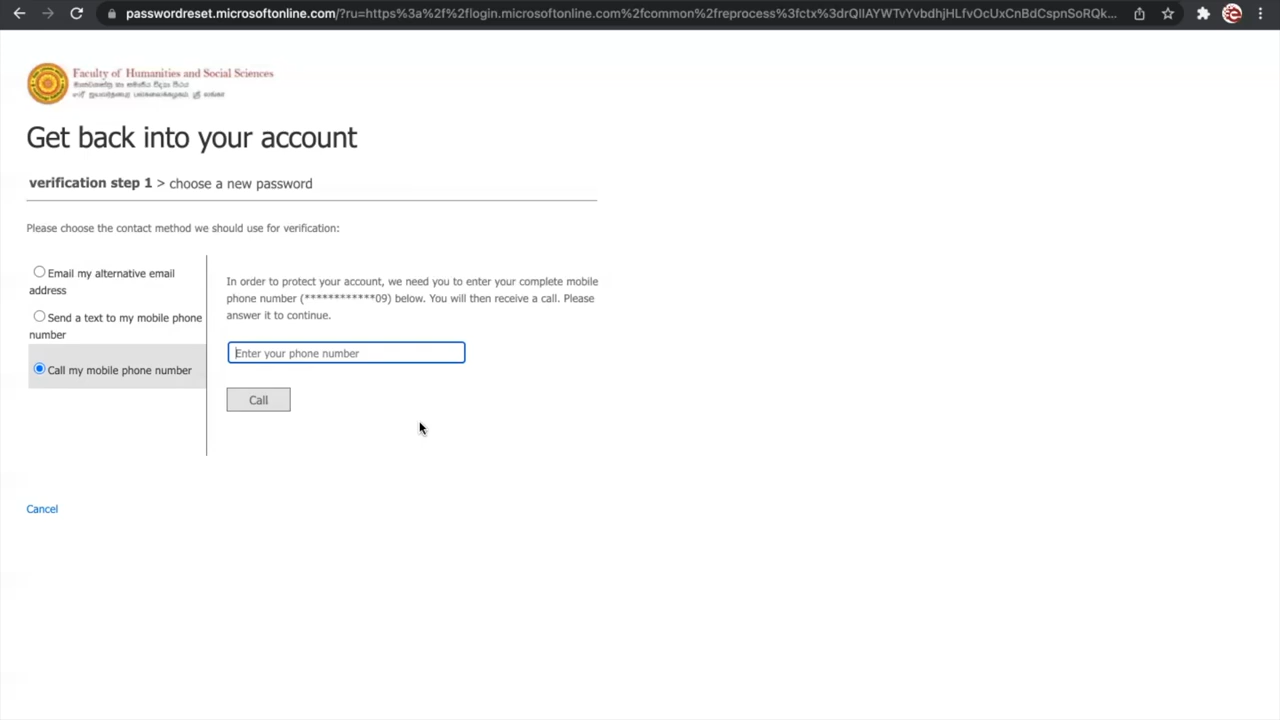 passwordreset.microsoftonline.com/?ru=https%3a%2f%2flogin.microsoftonline.com%2fcommon%2freprocess%3fctx%3drQIIAYWTvYvbdhjHLfvOcUxCnBdCspnSoRQk...
Faculty of Humanities and Social Sciences
Get back into your account
verification step 1 > choose a new password
Please choose the contact method we should use for verification:
Email my alternative email
address
Send a text to my mobile phone
number
Call my mobile phone number
In order to protect your account, we need you to enter your complete mobile
phone number (************09) below. You will then receive a call. Please
answer it to continue.
Enter your phone number
Call
Cancel